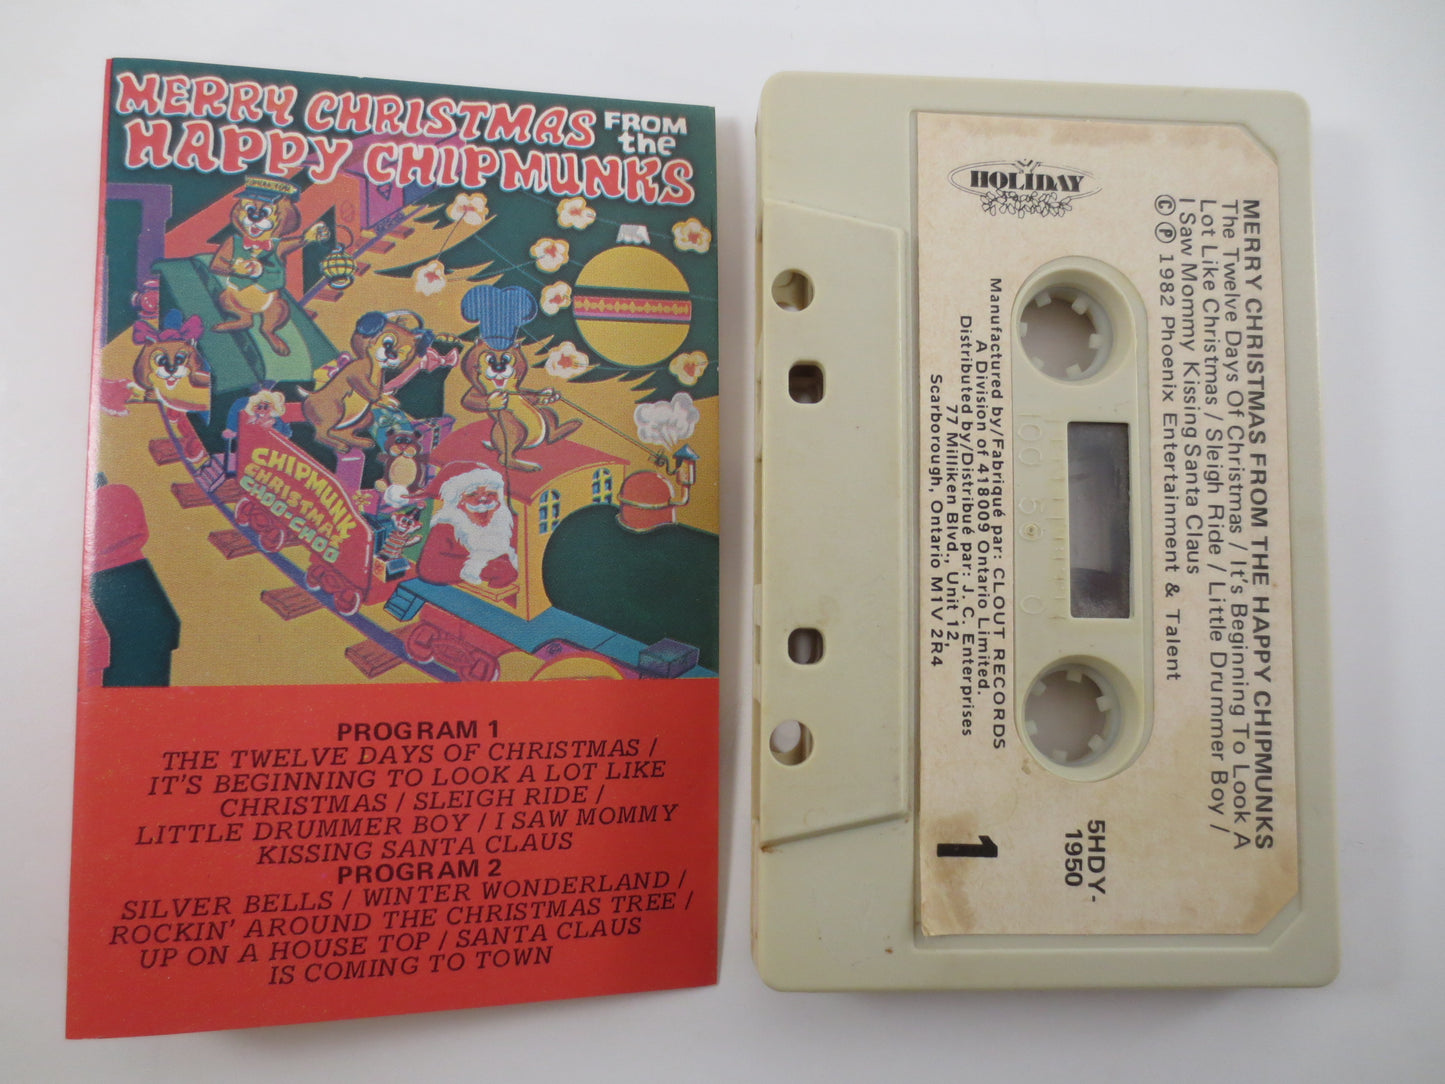 MERRY CHRISTMAS FROM
the
HAPPY CHIPMUNKS
CHIPMUNK
CHRISTMAS
CHOO-CHOO
PROGRAM 1
THE TWELVE DAYS OF CHRISTMAS /
IT'S BEGINNING TO LOOK A LOT LIKE
CHRISTMAS / SLEIGH RIDE /
LITTLE DRUMMER BOY / I SAW MOMMY
KISSING SANTA CLAUS
PROGRAM 2
SILVER BELLS / WINTER WONDERLAND /
ROCKIN' AROUND THE CHRISTMAS TREE /
UP ON A HOUSE TOP / SANTA CLAUS
IS COMING TO TOWN
HOLIDAY
MERRY CHRISTMAS FROM THE HAPPY CHIPMUNKS
The Twelve Days Of Christmas / It's Beginning To Look A
Lot Like Christmas / Sleigh Ride / Little Drummer Boy /
I Saw Mommy Kissing Santa Claus
© ℗ 1982 Phoenix Entertainment & Talent
100 50 0
Manufactured by/Fabriqué par: CLOUT RECORDS
A Division of 418009 Ontario Limited.
Distributed by/Distribué par: J. C. Enterprises
77 Milliken Blvd., Unit 12,
Scarborough, Ontario M1V 2R4
5HDY-
1950
1